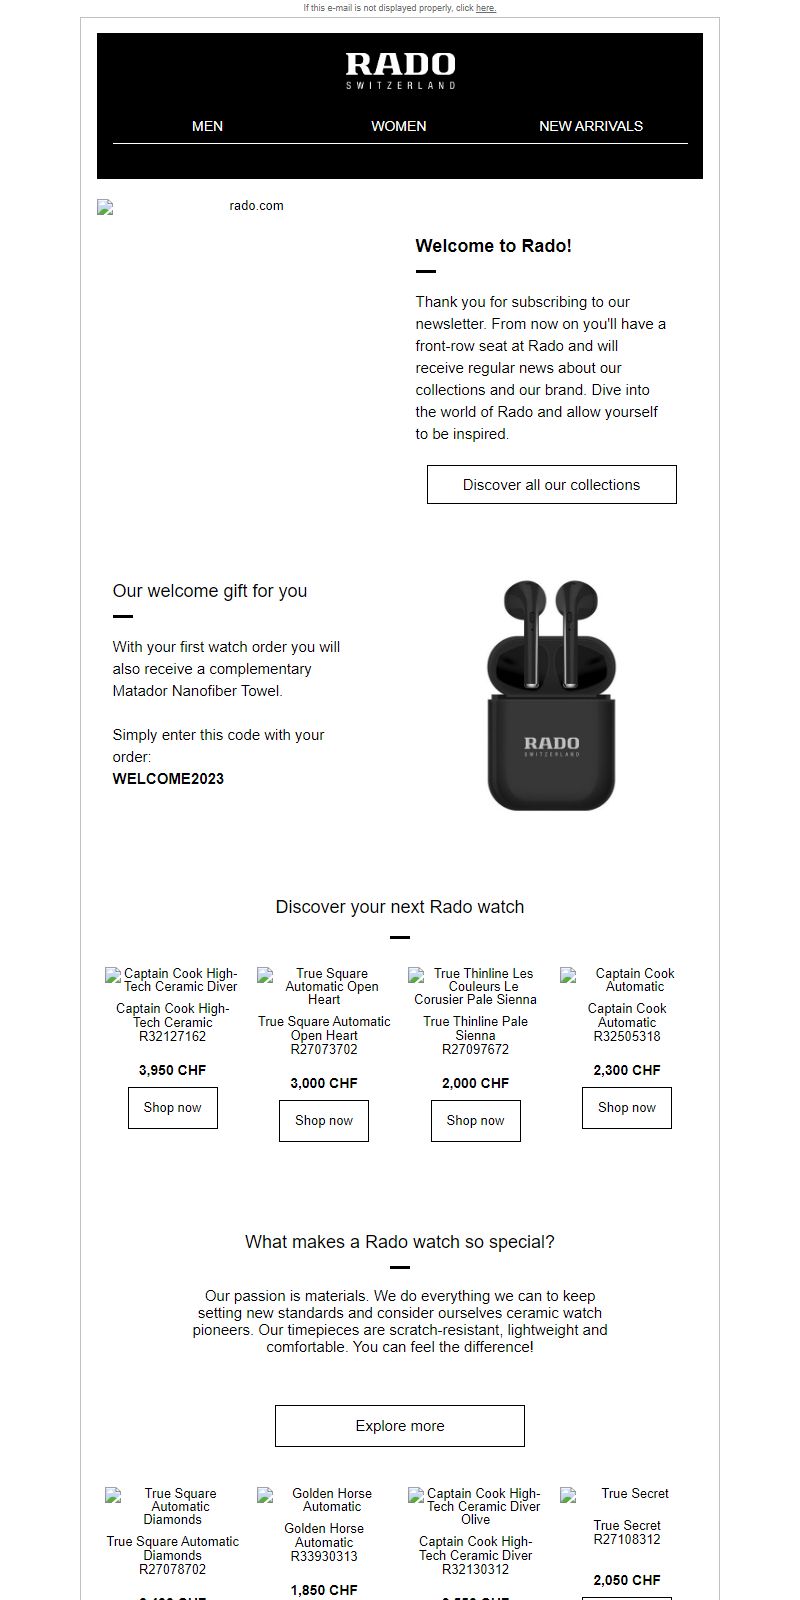 If this e-mail is not displayed properly, click here.
RADO
SWITZERLAND
MEN WOMEN NEW ARRIVALS
rado.com
Welcome to Rado!
Thank you for subscribing to our
newsletter. From now on you'll have a
front-row seat at Rado and will
receive regular news about our
collections and our brand. Dive into
the world of Rado and allow yourself
to be inspired.
Discover all our collections
Our welcome gift for you
With your first watch order you will
also receive a complementary
Matador Nanofiber Towel.
Simply enter this code with your
order:
WELCOME2023
RADO
SWITZERLAND
Discover your next Rado watch
Captain Cook High-
Tech Ceramic Diver
Captain Cook High-
Tech Ceramic
R32127162
3,950 CHF
Shop now
True Square
Automatic Open
Heart
True Square Automatic
Open Heart
R27073702
3,000 CHF
Shop now
True Thinline Les
Couleurs Le
Corusier Pale Sienna
True Thinline Pale
Sienna
R27097672
2,000 CHF
Shop now
Captain Cook
Automatic
Captain Cook
Automatic
R32505318
2,300 CHF
Shop now
What makes a Rado watch so special?
Our passion is materials. We do everything we can to keep
setting new standards and consider ourselves ceramic watch
pioneers. Our timepieces are scratch-resistant, lightweight and
comfortable. You can feel the difference!
Explore more
True Square
Automatic
Diamonds
True Square Automatic
Diamonds
R27078702
Golden Horse
Automatic
Golden Horse
Automatic
R33930313
1,850 CHF
Captain Cook High-
Tech Ceramic Diver
Olive
Captain Cook High-
Tech Ceramic Diver
R32130312
True Secret
True Secret
R27108312
2,050 CHF